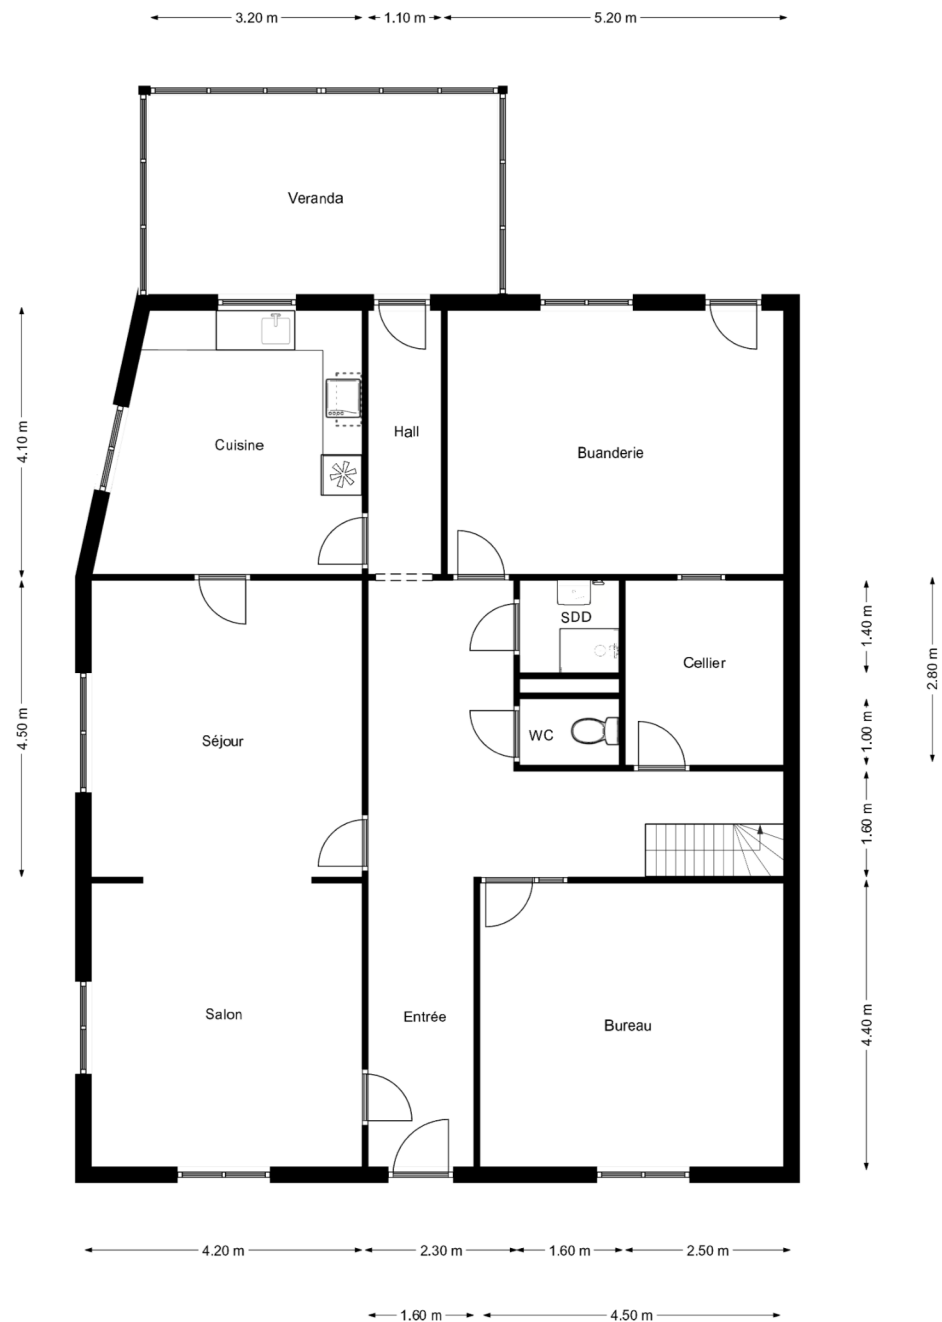 3.20 m
1.10 m
5.20 m
Veranda
4.10 m
Cuisine
Hall
Buanderie
SDD
1.40 m
Cellier
2.80 m
4.50 m
Séjour
WC
1.00 m
1.60 m
Salon
Entrée
Bureau
4.40 m
4.20 m
2.30 m
1.60 m
2.50 m
1.60 m
4.50 m